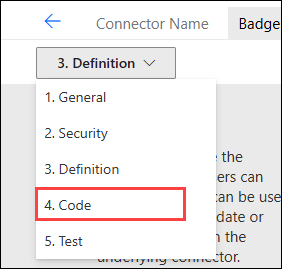 Connector Name Badge
3. Definition
1. General
2. Security
3. Definition
4. Code
5. Test
the
can
can be use
date or
the
underlying connector.